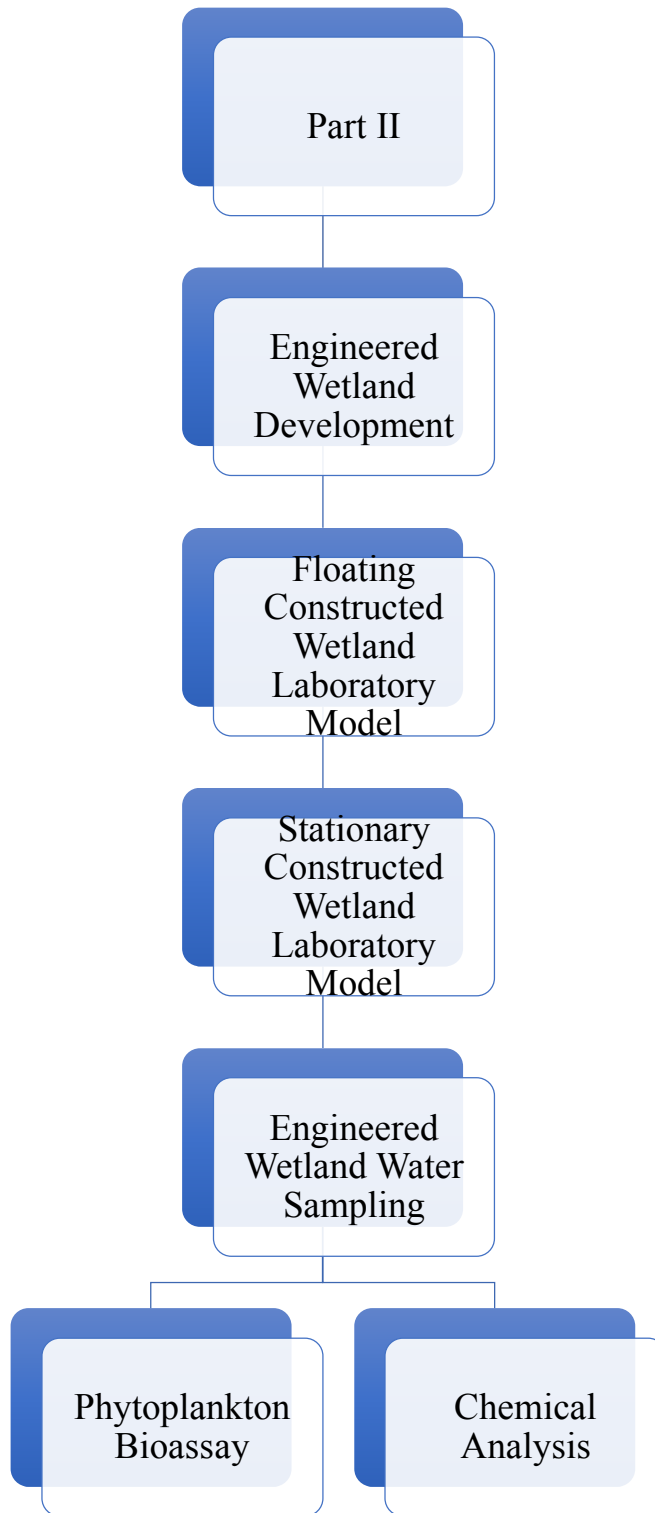 Part II
Engineered
Wetland
Development
Floating
Constructed
Wetland
Laboratory
Model
Stationary
Constructed
Wetland
Laboratory
Model
Engineered
Wetland Water
Sampling
Phytoplankton
Bioassay
Chemical
Analysis